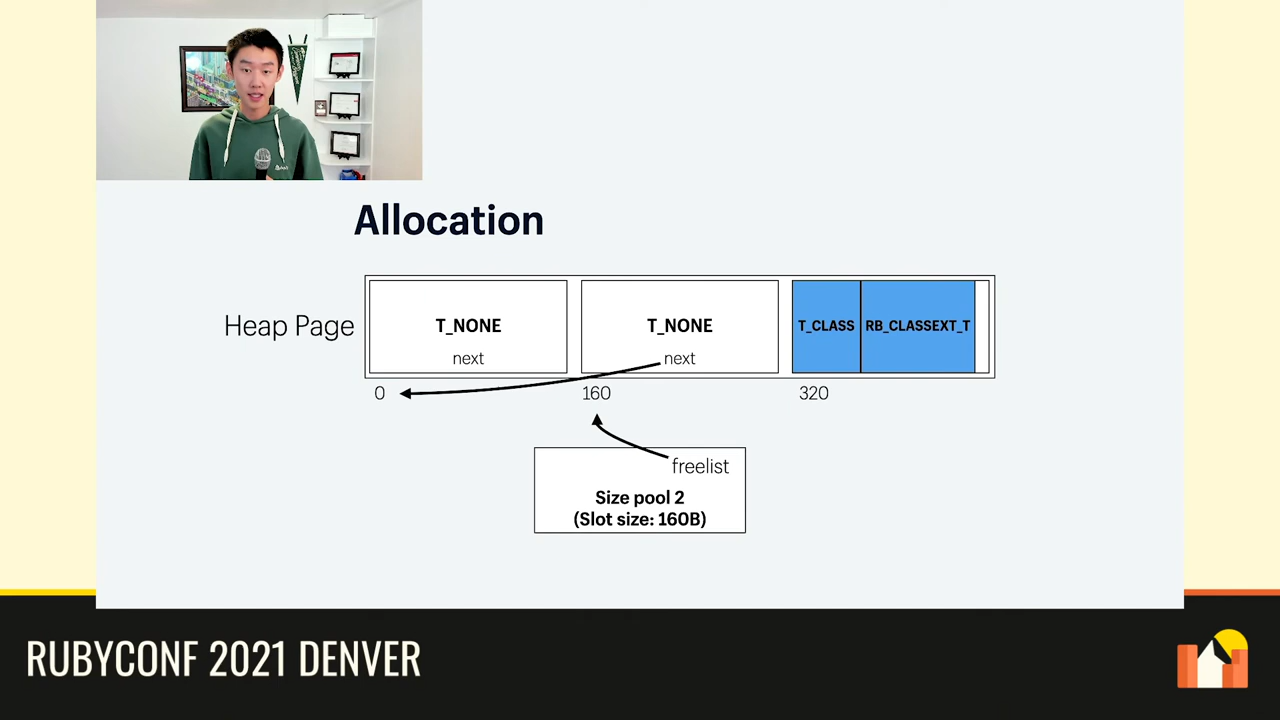 Allocation
Heap Page
T_NONE
next
T_NONE
next
T_CLASS
RB_CLASSEXT_T
0
160
320
freelist
Size pool 2
(Slot size: 160B)
RUBYCONF 2021 DENVER